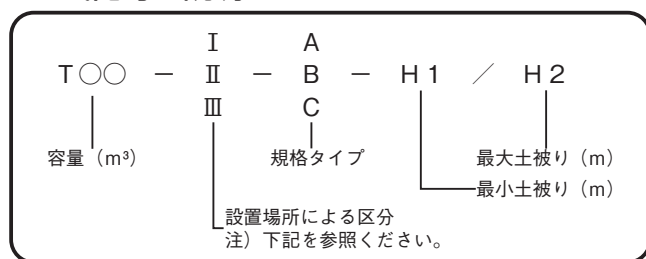 Ⅰ A
T○○ － Ⅱ － B － H1 ／ H2
Ⅲ C
容量（m³） 規格タイプ 最大土被り（m）
最小土被り（m）
設置場所による区分
注）下記を参照ください。